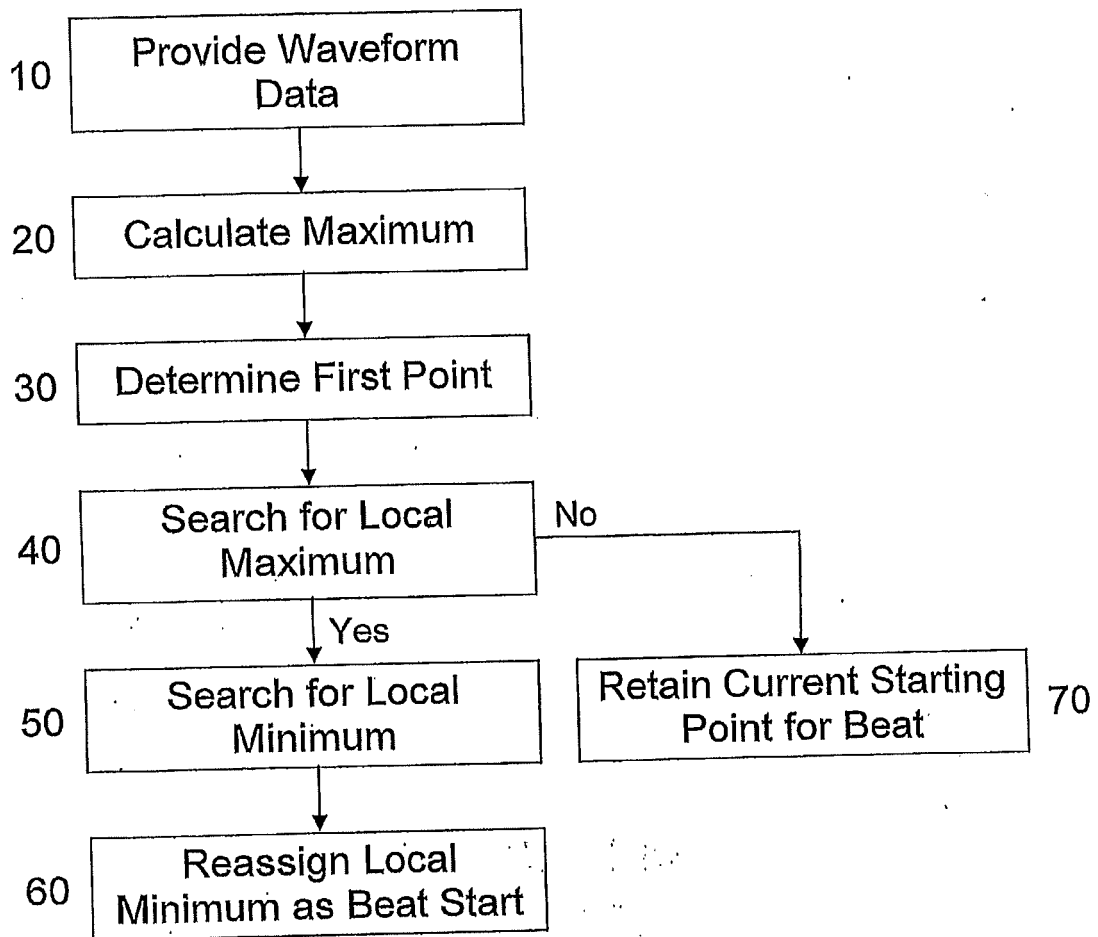 10
Provide Waveform
Data
20
Calculate Maximum
30
Determine First Point
40
Search for Local
Maximum
No
Yes
50
Search for Local
Minimum
Retain Current Starting
Point for Beat
70
60
Reassign Local
Minimum as Beat Start